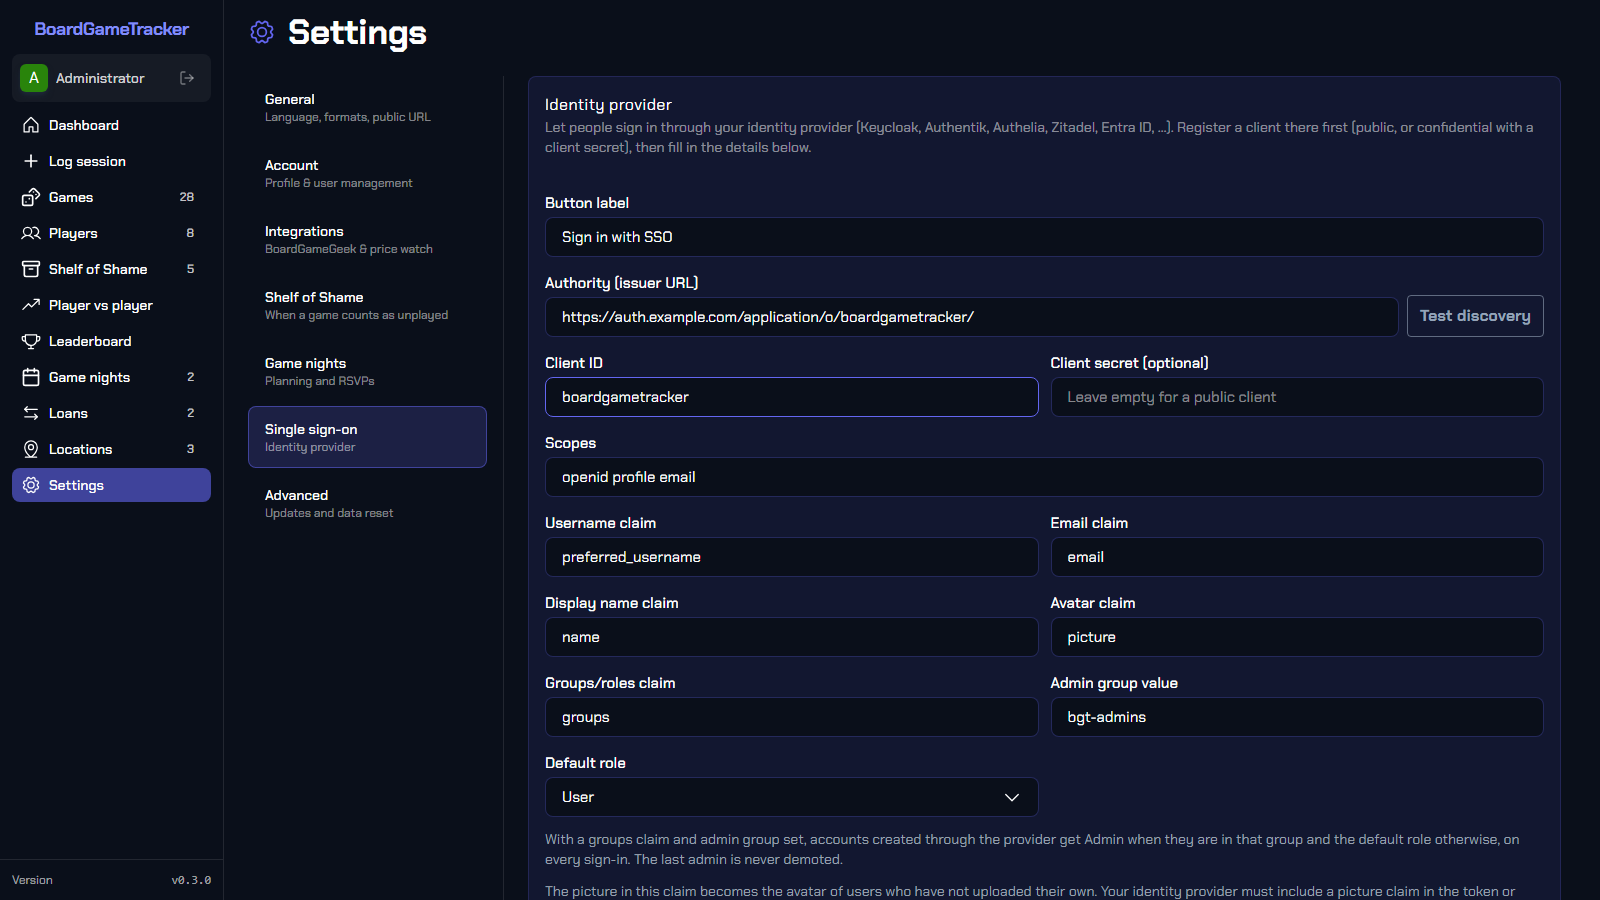 BoardGameTracker
A
Administrator
Dashboard
Log session
Games 28
Players 8
Shelf of Shame 5
Player vs player
Leaderboard
Game nights 2
Loans 2
Locations 3
Settings
Version v0.3.0
Settings
General
Language, formats, public URL
Account
Profile & user management
Integrations
BoardGameGeek & price watch
Shelf of Shame
When a game counts as unplayed
Game nights
Planning and RSVPs
Single sign-on
Identity provider
Advanced
Updates and data reset
Identity provider
Let people sign in through your identity provider (Keycloak, Authentik, Authelia, Zitadel, Entra ID, ...). Register a client there first (public, or confidential with a
client secret), then fill in the details below.
Button label
Sign in with SSO
Authority (issuer URL)
https://auth.example.com/application/o/boardgametracker/
Test discovery
Client ID
boardgametracker
Client secret (optional)
Leave empty for a public client
Scopes
openid profile email
Username claim
preferred_username
Email claim
email
Display name claim
name
Avatar claim
picture
Groups/roles claim
groups
Admin group value
bgt-admins
Default role
User
With a groups claim and admin group set, accounts created through the provider get Admin when they are in that group and the default role otherwise, on
every sign-in. The last admin is never demoted.
The picture in this claim becomes the avatar of users who have not uploaded their own. Your identity provider must include a picture claim in the token or